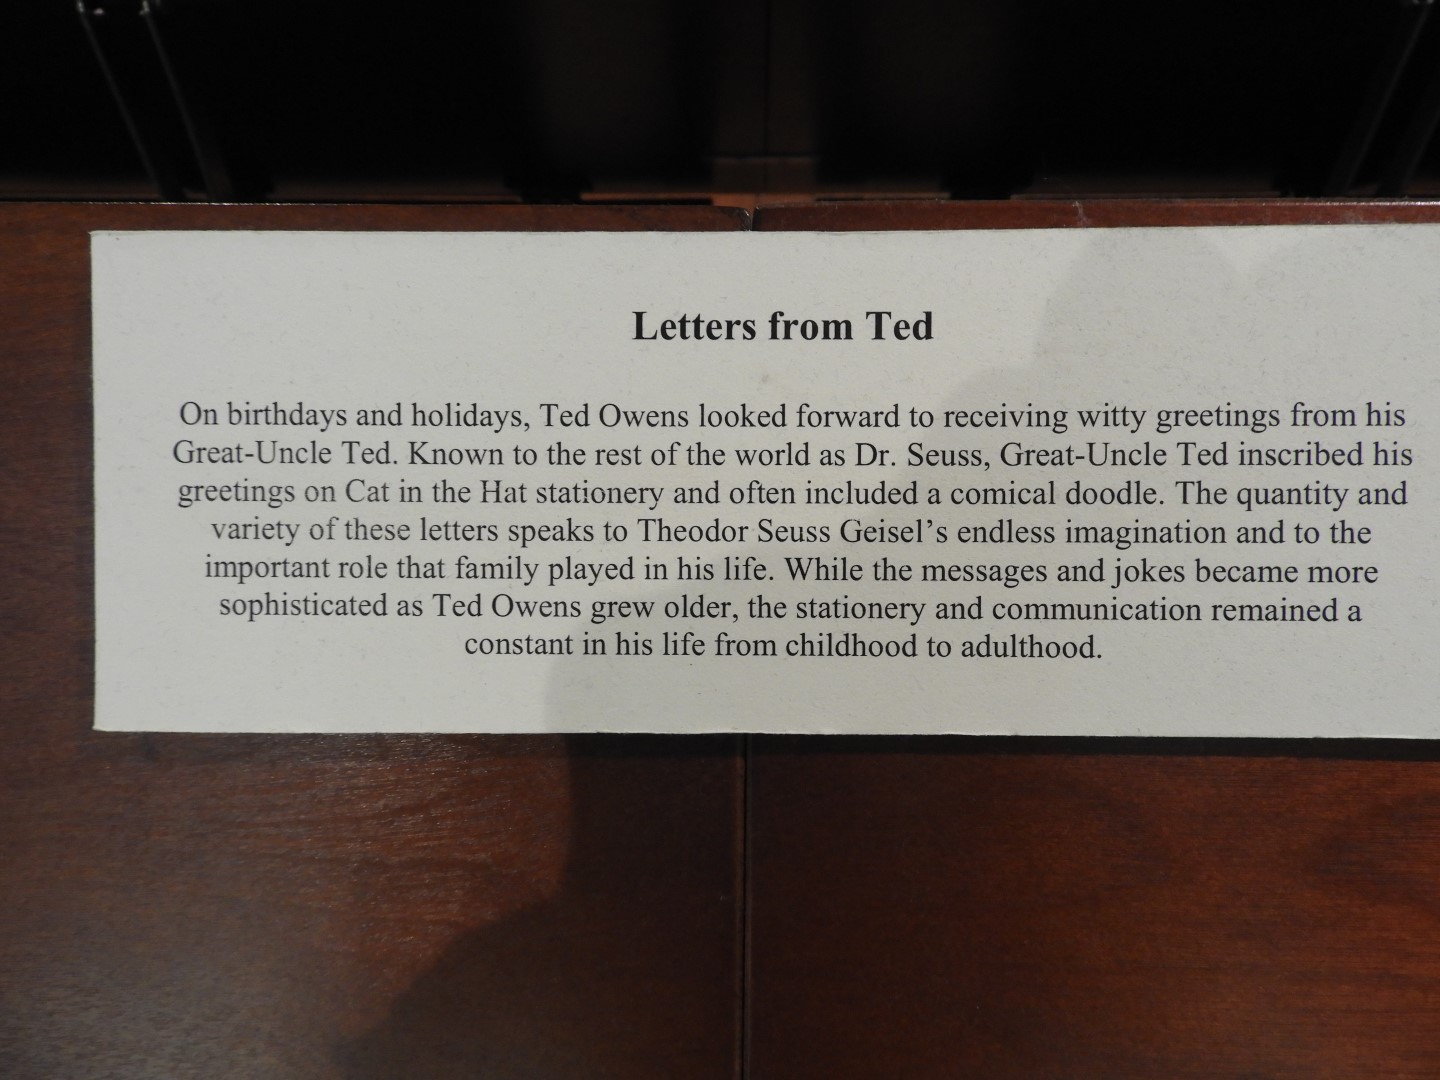 Letters from Ted
On birthdays and holidays, Ted Owens looked forward to receiving witty greetings from his
Great-Uncle Ted. Known to the rest of the world as Dr. Seuss, Great-Uncle Ted inscribed his
greetings on Cat in the Hat stationery and often included a comical doodle. The quantity and
variety of these letters speaks to Theodor Seuss Geisel’s endless imagination and to the
important role that family played in his life. While the messages and jokes became more
sophisticated as Ted Owens grew older, the stationery and communication remained a
constant in his life from childhood to adulthood.